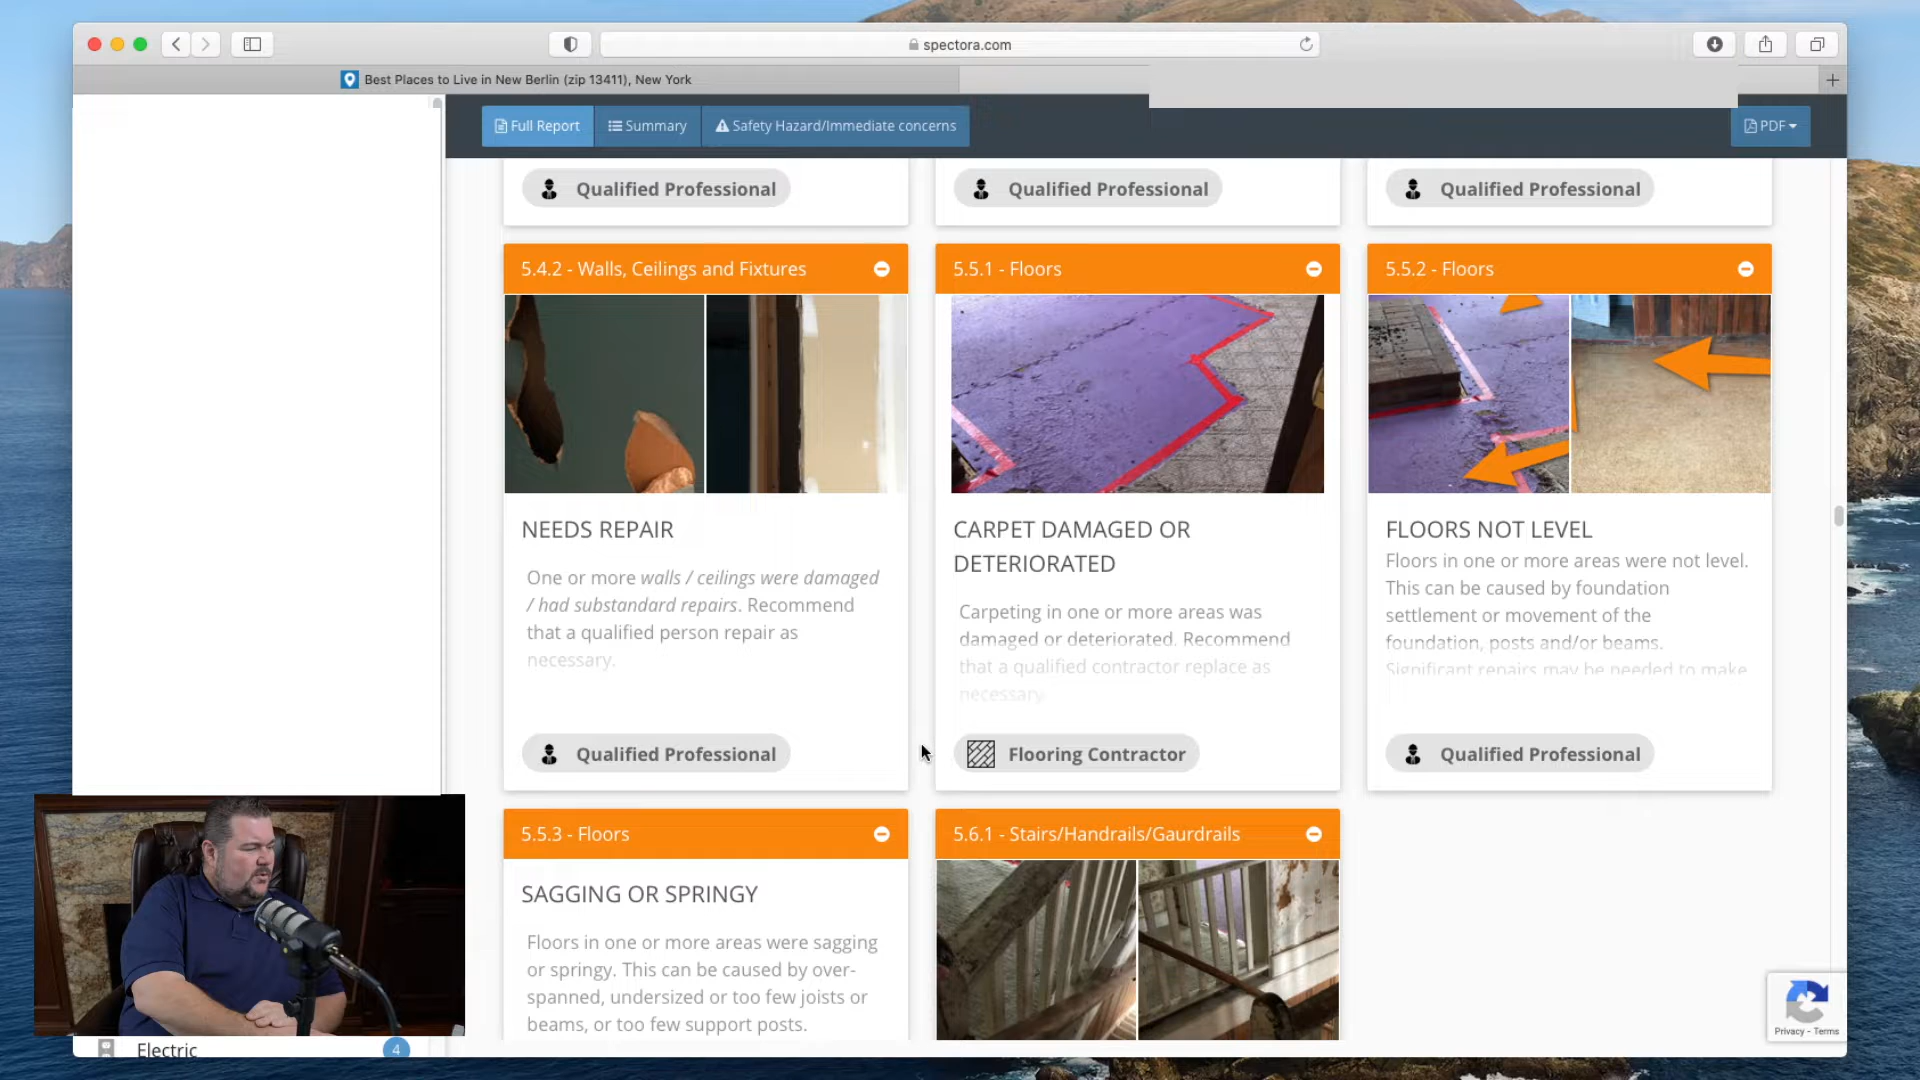 spectora.com
Best Places to Live in New Berlin (zip 13411), New York
Full Report
Summary
Safety Hazard/Immediate concerns
PDF
Qualified Professional
Qualified Professional
Qualified Professional
5.4.2 - Walls, Ceilings and Fixtures
NEEDS REPAIR
One or more walls / ceilings were damaged
/ had substandard repairs. Recommend
that a qualified person repair as
necessary.
Qualified Professional
5.5.1 - Floors
CARPET DAMAGED OR
DETERIORATED
Carpeting in one or more areas was
damaged or deteriorated. Recommend
that a qualified contractor replace as
necessary.
Flooring Contractor
5.5.2 - Floors
FLOORS NOT LEVEL
Floors in one or more areas were not level.
This can be caused by foundation
settlement or movement of the
foundation, posts and/or beams.
Significant repairs may be needed to make
Qualified Professional
5.5.3 - Floors
SAGGING OR SPRINGY
Floors in one or more areas were sagging
or springy. This can be caused by over-
spanned, undersized or too few joists or
beams, or too few support posts.
5.6.1 - Stairs/Handrails/Gaurdrails
Privacy - Terms
Electric
4